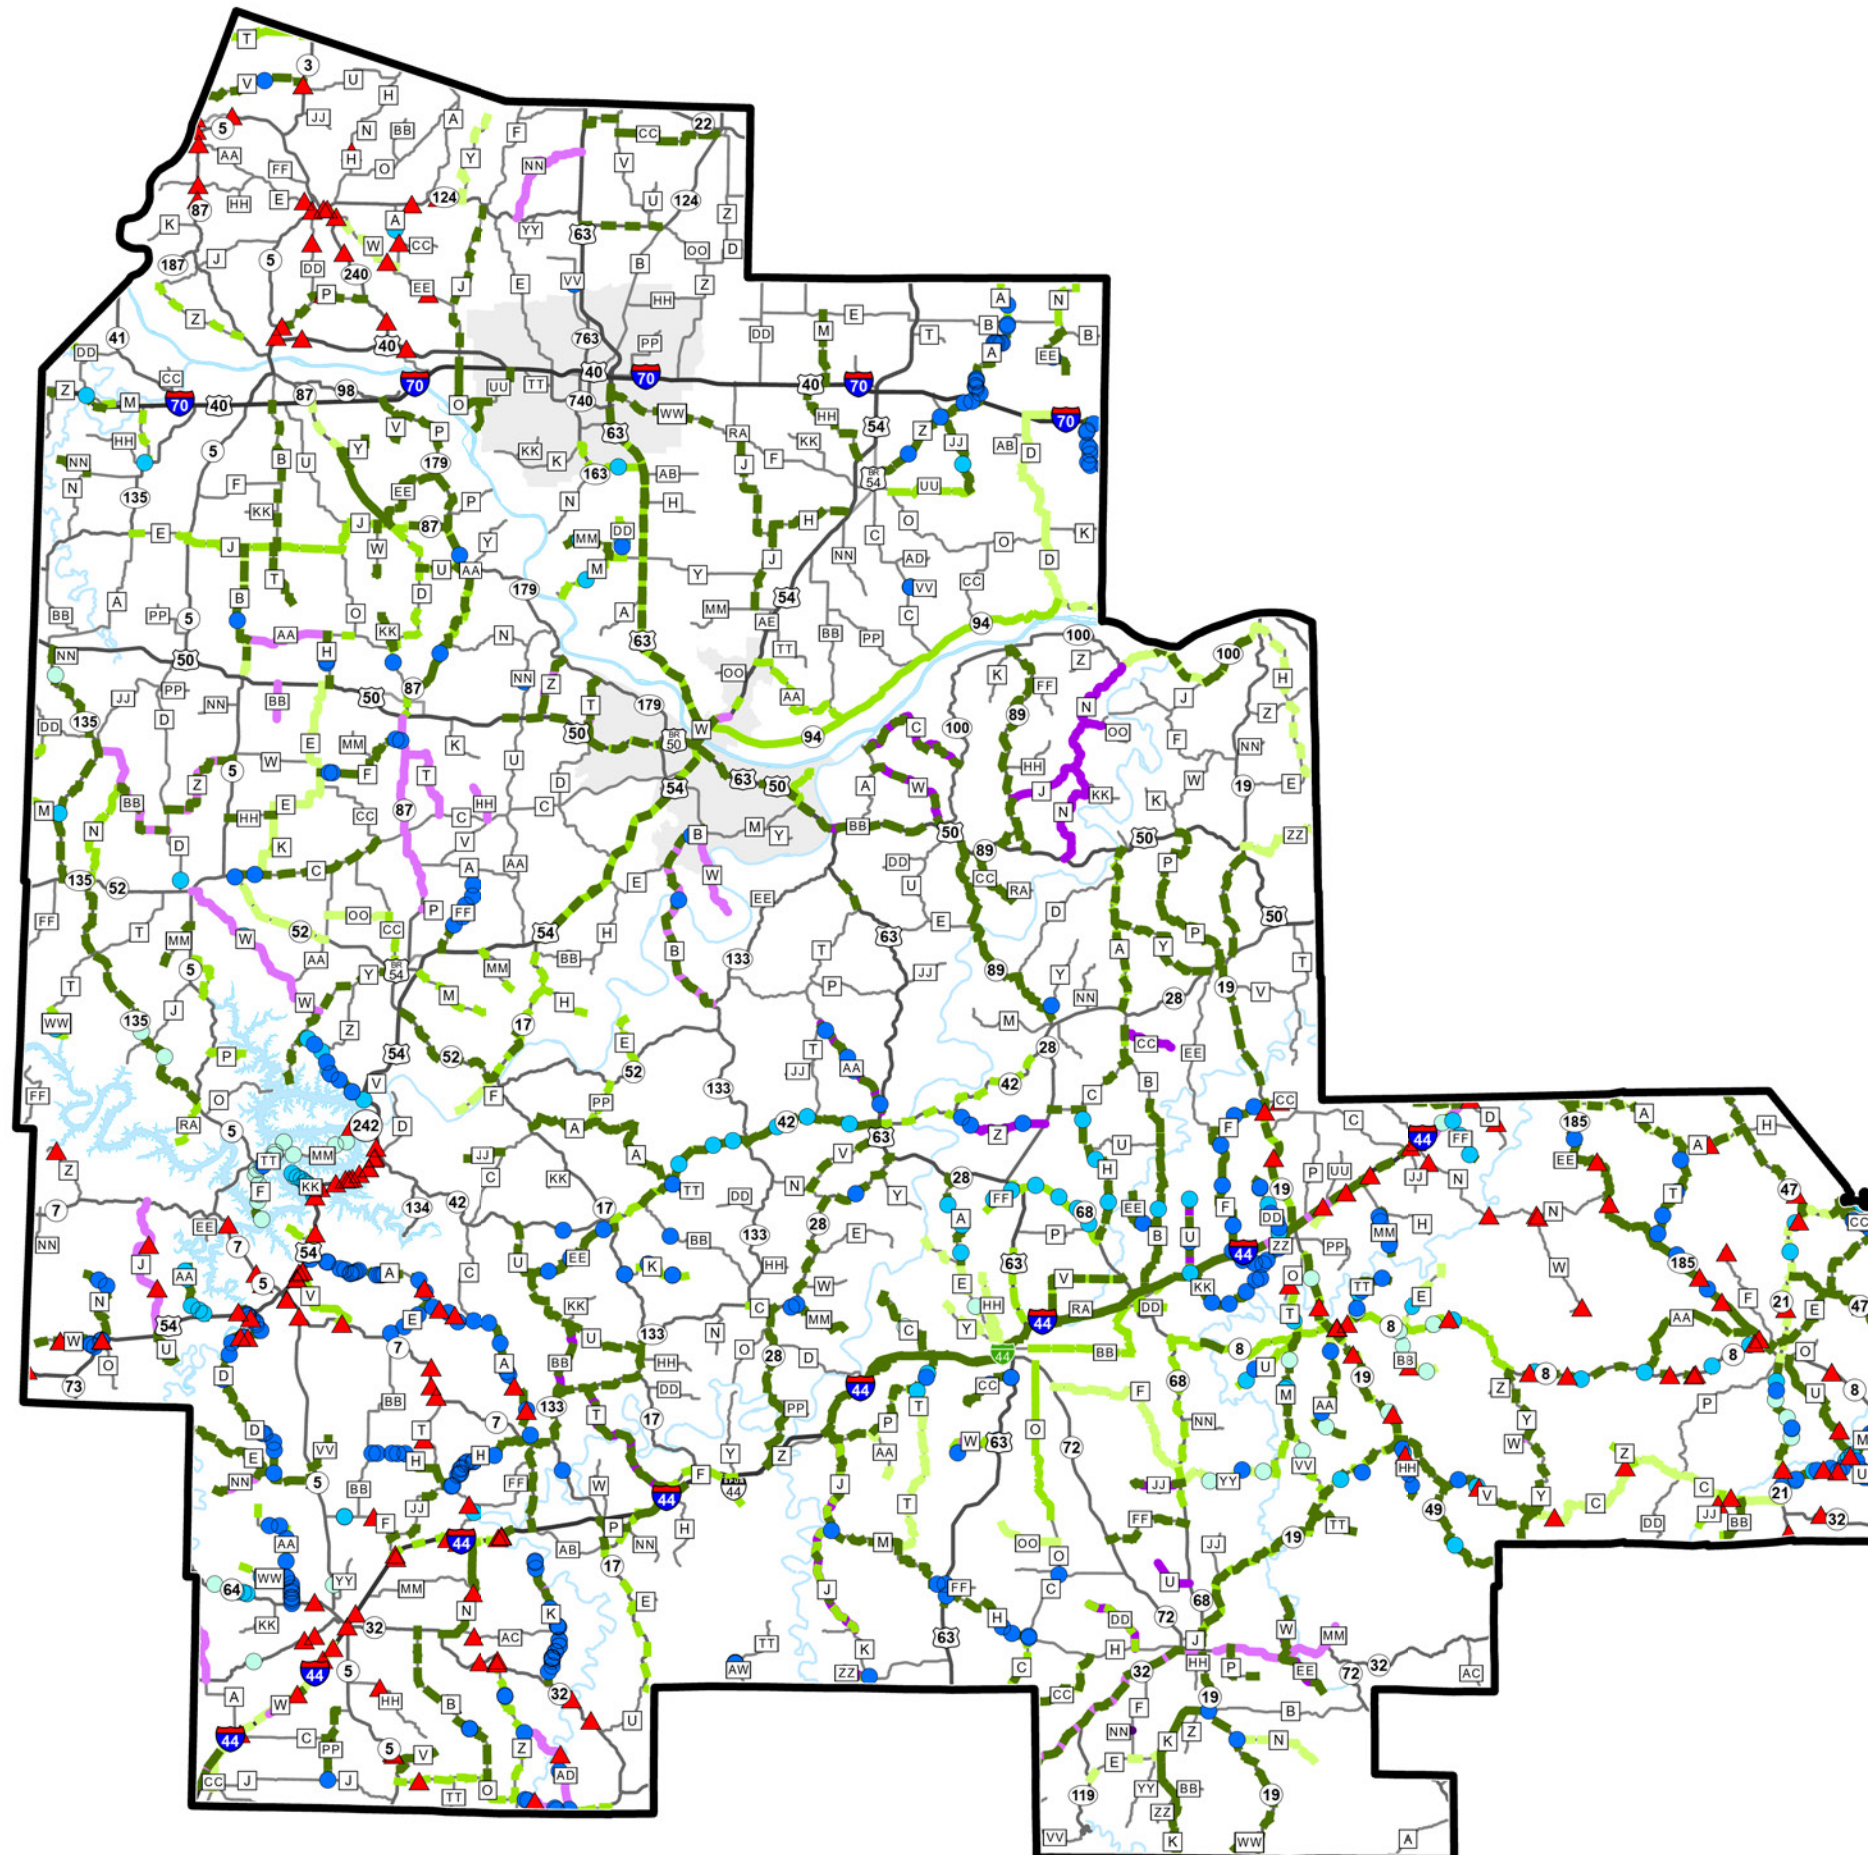 T
3
V
U
H
5
JJ
N
BB
A
F
22
CC
AA
H
O
Y
NN
V
FF
HH
E
124
U
124
87
K
A
YY
63
Z
W
CC
OO
D
187
J
5
DD
240
B
E
VV
Z
P
EE
J
HH
A
N
Z
M
E
B
41
763
PP
DD
T
B
DD
40
A
EE
CC
40
70
70
Z
M
70
40
87
98
UU
TT
740
40
70
O
WW
HH
54
70
HH
5
V
P
63
RA
KK
Z
JJ
AB
D
NN
B
U
Y
179
KK
K
J
F
N
135
F
EE
P
163
AB
BR
54
UU
KK
N
H
E
J
J
87
MM
DD
H
O
K
W
Y
C
O
T
U
AA
M
Y
J
NN
AD
D
BB
A
PP
B
D
179
54
VV
CC
5
O
A
MM
AE
C
94
AA
KK
N
63
TT
BB
PP
100
NN
50
H
Z
100
JJ
PP
BB
50
87
NN
Z
OO
K
FF
H
DD
135
D
NN
T
179
AA
N
J
Z
W
C
100
89
OO
F
NN
E
MM
K
50
BR
50
94
W
5
F
T
U
63
50
HH
W
19
E
Z
BB
87
HH
D
54
A
W
J
KK
K
M
N
E
C
C
N
HH
CC
V
B
M
Y
BB
50
50
ZZ
D
K
89
135
52
C
A
AA
W
DD
CC
P
E
U
RA
FF
P
FF
EE
D
50
T
W
OO
E
MM
52
CC
54
H
B
63
A
Y
P
5
AA
Y
BR
54
MM
BB
133
T
89
Y
T
T
J
W
M
H
P
JJ
NN
28
19
V
WW
135
Z
17
M
P
54
52
E
T
28
CC
EE
52
JJ
AA
42
FF
O
V
F
133
B
RA
5
242
D
PP
42
C
CC
C
44
D
185
A
Z
TT
MM
A
63
Z
F
FF
A
H
F
KK
JJ
A
V
U
P
UU
JJ
N
EE
7
134
42
C
KK
TT
DD
N
28
H
19
T
47
EE
17
Y
FF
68
EE
F
DD
H
N
CC
NN
7
54
133
28
A
P
U
MM
J
5
A
U
EE
BB
E
63
B
44
ZZ
PP
W
185
AA
C
K
HH
V
KK
O
TT
N
V
KK
W
E
RA
F
21
E
47
54
E
C
MM
HH
44
DD
T
E
AA
W
U
7
U
133
N
Y
44
8
8
O
A
BB
HH
O
28
D
C
BB
U
BB
8
O
73
D
DD
44
CC
F
68
M
19
Z
8
BB
133
T
PP
T
AA
U
7
17
P
O
NN
Y
P
D
T
AA
W
63
72
W
M
E
VV
H
H
Y
Z
VV
NN
5
FF
F
44
J
YY
HH
Z
U
BB
W
JJ
C
21
JJ
44
T
49
V
Y
C
F
P
H
FF
TT
JJ
BB
32
AA
44
AB
NN
M
OO
JJ
19
DD
17
O
WW
YY
64
MM
J
FF
C
U
N
K
E
68
KK
32
H
DD
72
AC
TT
H
J
W
MM
44
5
K
ZZ
C
32
HH
P
EE
72
32
AC
A
W
HH
B
32
AW
CC
19
C
U
F
B
44
5
V
Z
NN
K
Z
N
PP
E
CC
J
J
O
AD
YY
BB
19
TT
119
ZZ
VV
K
WW
A